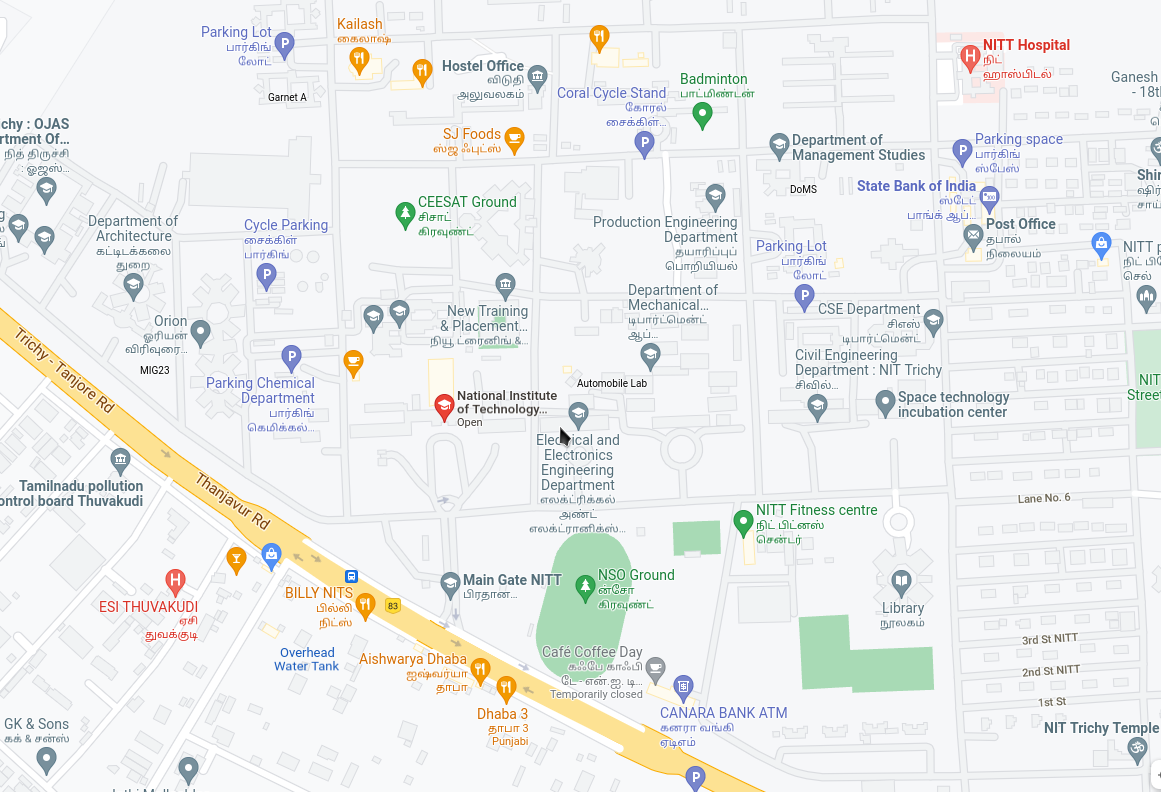 Kailash
கைலாஷ்
Parking Lot
பார்கிங்
லோட்
NITT Hospital
நிட்
ஹாஸ்பிடல்
Hostel Office
விடுதி
அலுவலகம்
Badminton
பாட்மிண்டன்
Ganesh
- 18th
Garnet A
Coral Cycle Stand
கோரல்
சைக்கிள்...
chy : OJAS
rtment Of...
நித் திருச்சி
: ஓஜஸ்...
SJ Foods
ஸ்ஜ ஃபுட்ஸ்
Department of
Management Studies
Parking space
பார்கிங்
ஸ்பேஸ்
DoMS
State Bank of India
ஸ்டேட்
பாங்க் ஆப்...
CEESAT Ground
சிசாட்
கிரவுண்ட்
Department of
Architecture
கட்டிடக்கலை
துறை
Cycle Parking
சைக்கிள்
பார்கிங்
Production Engineering
Department
தயாரிப்புப்
பொறியியல்
Post Office
தபால்
நிலையம்
Parking Lot
பார்கிங்
லோட்
NITT p
New Training
& Placement...
நியூ ட்ரைனிங் &...
Department of
Mechanical...
டிபார்ட்மென்ட்
ஆப்...
CSE Department
சிஎஸ்
டிபார்ட்மென்ட்
Orion
ஓரியன்
விரிவுரை...
MIG23
Trichy - Tanjore Rd
Parking Chemical
Department
பார்கிங்
கெமிக்கல்...
Automobile Lab
Civil Engineering
Department : NIT Trichy
சிவில்...
National Institute
of Technology...
Open
Space technology
incubation center
NIT
Street
Electrical and
Electronics
Engineering
Department
எலக்ட்ரிக்கல்
அண்ட்
எலக்ட்ரானிக்ஸ்...
Tamilnadu pollution
ontrol board Thuvakudi
Thanjavur Rd
Lane No. 6
NITT Fitness centre
நிட் பிட்னஸ்
சென்டர்
Main Gate NITT
பிரதான்...
NSO Ground
ன்சோ
கிரவுண்ட்
ESI THUVAKUDI
ஏசி
துவக்குடி
BILLY NITS
பில்லி
நிட்ஸ்
83
Library
நூலகம்
3rd St NITT
Overhead
Water Tank
Aishwarya Dhaba
ஐஷ்வர்யா
தாபா
Café Coffee Day
கஃபே காஃபி
டே - என்.ஐ. டி...
Temporarily closed
2nd St NITT
1st St
Dhaba 3
தாபா 3
Punjabi
CANARA BANK ATM
கனரா வங்கி
ஏடிஎம்
GK & Sons
கக் & சன்ஸ்
NIT Trichy Temple